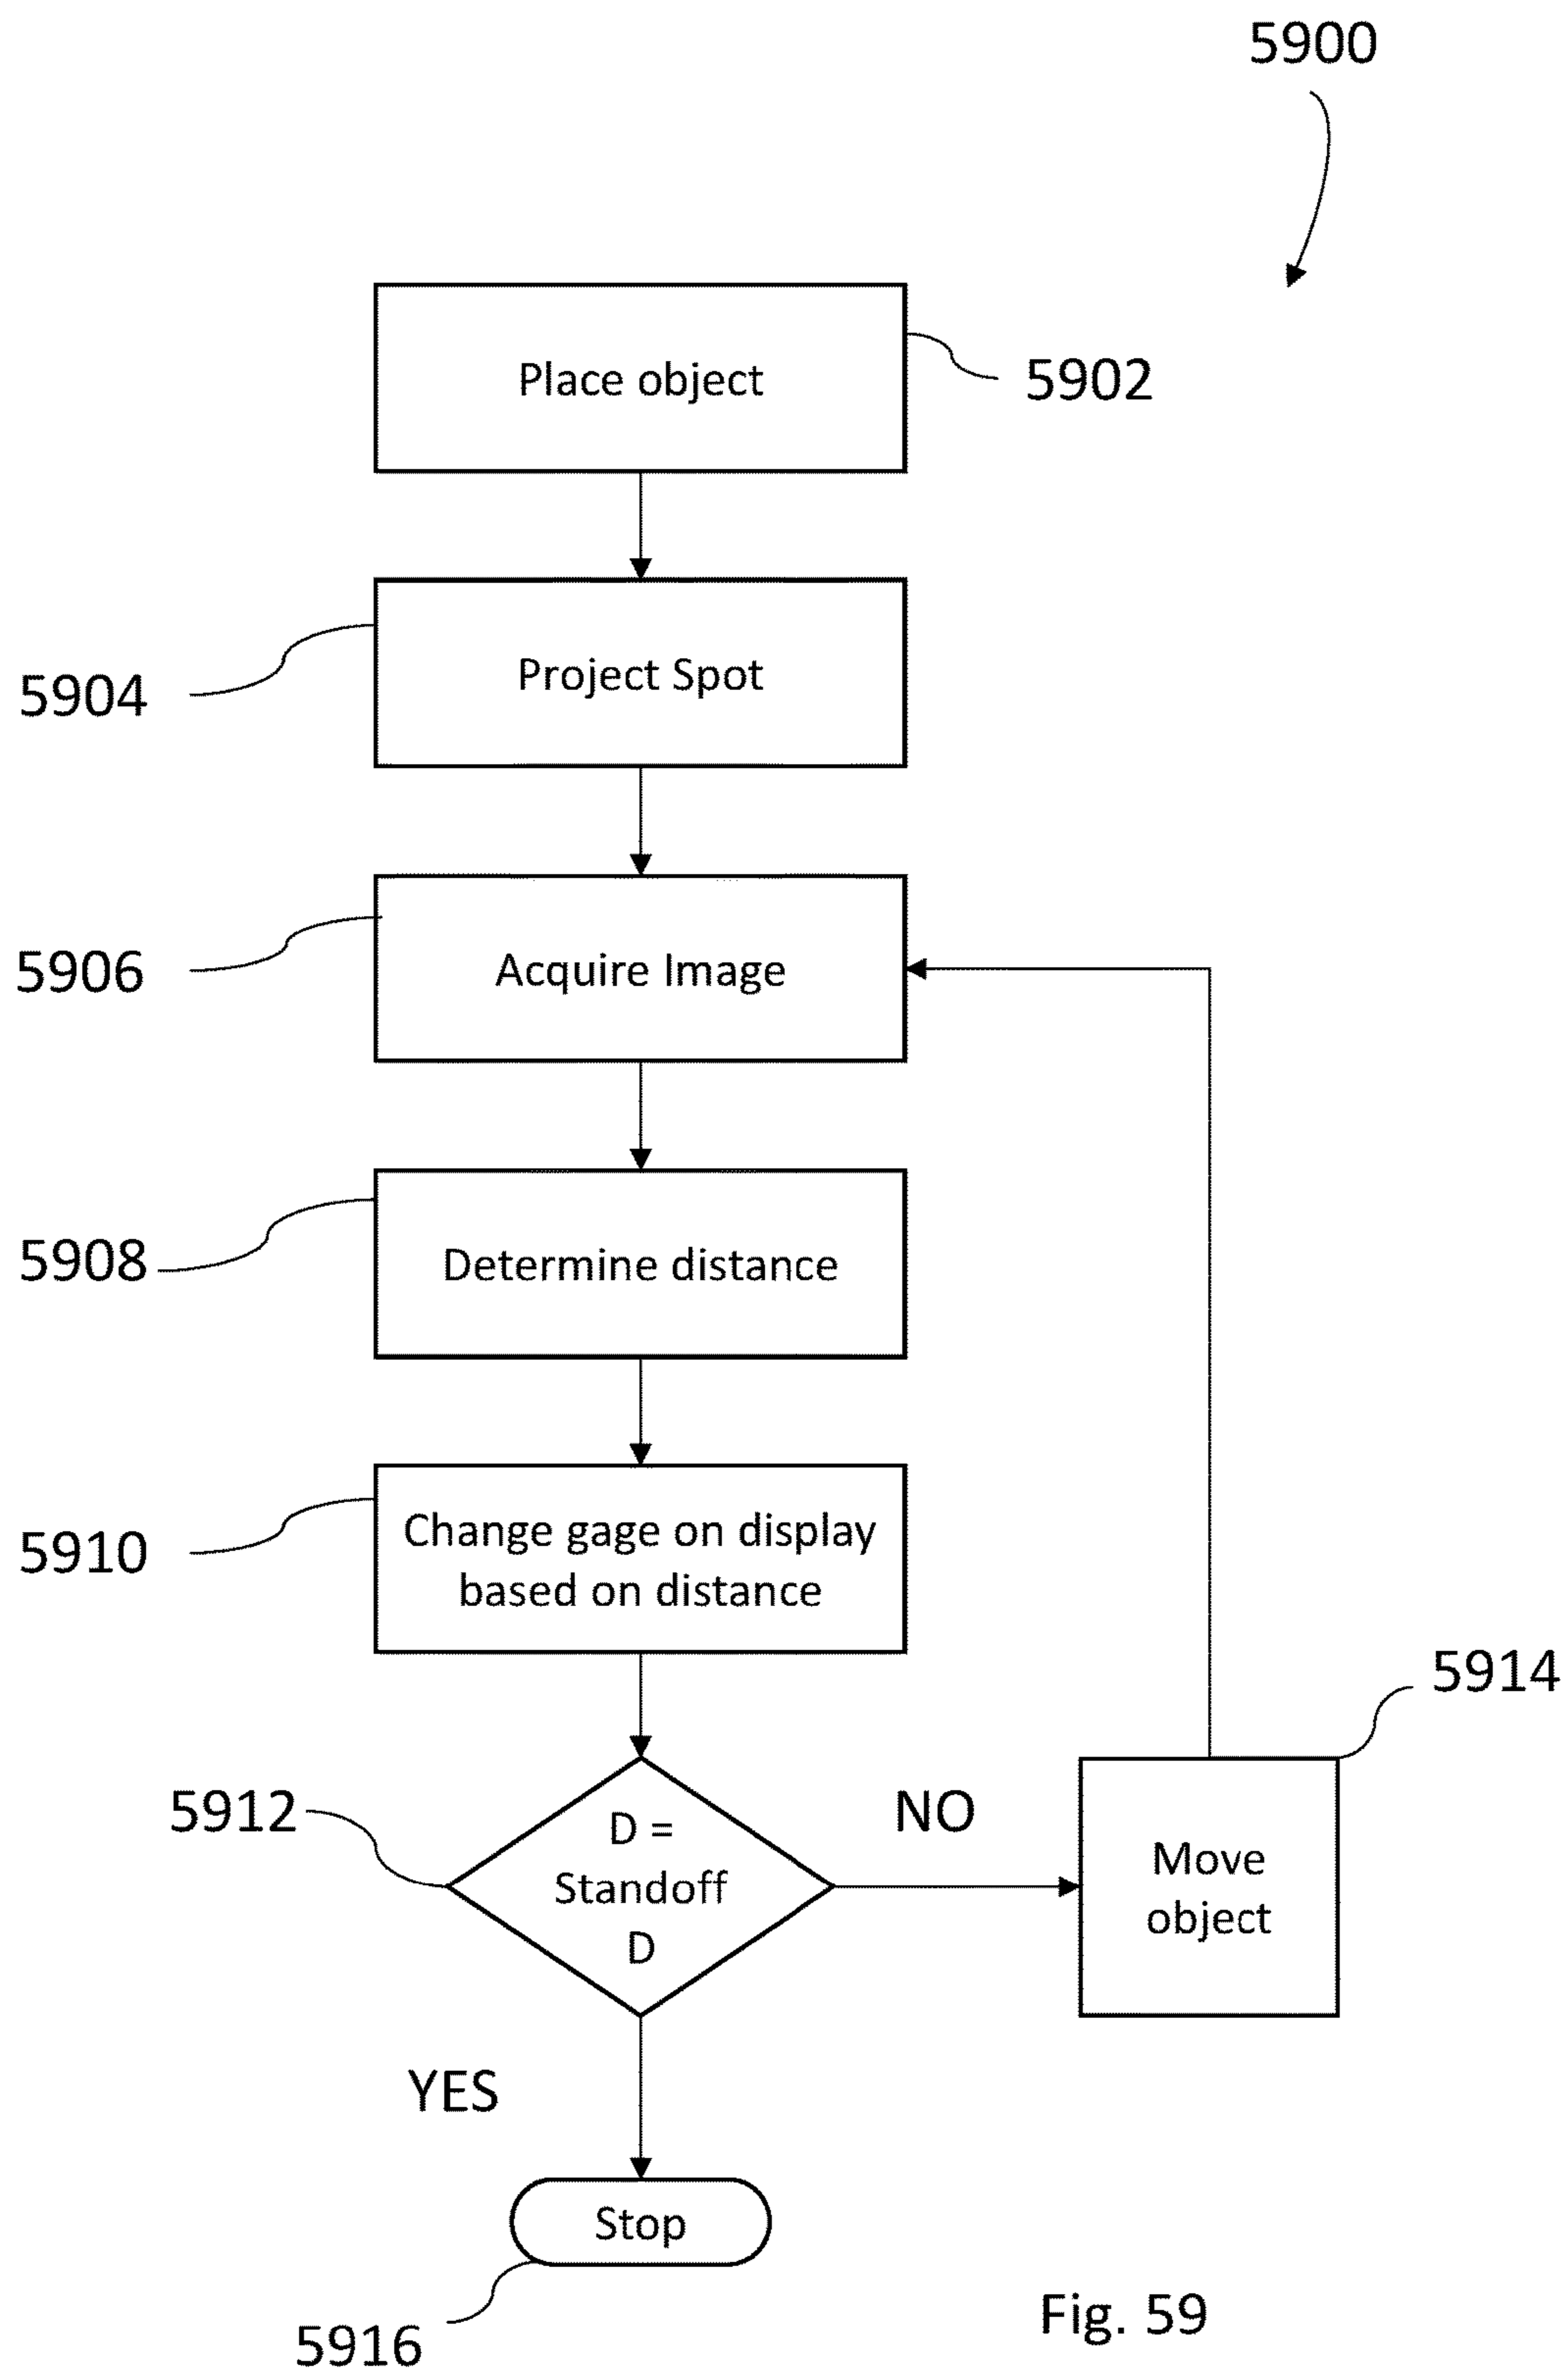 5900
Place object
5902
Project Spot
5904
Acquire Image
5906
Determine distance
5908
Change gage on display
based on distance
5910
5914
5912
D =
Standoff
D
NO
Move
object
YES
Stop
5916
Fig. 59